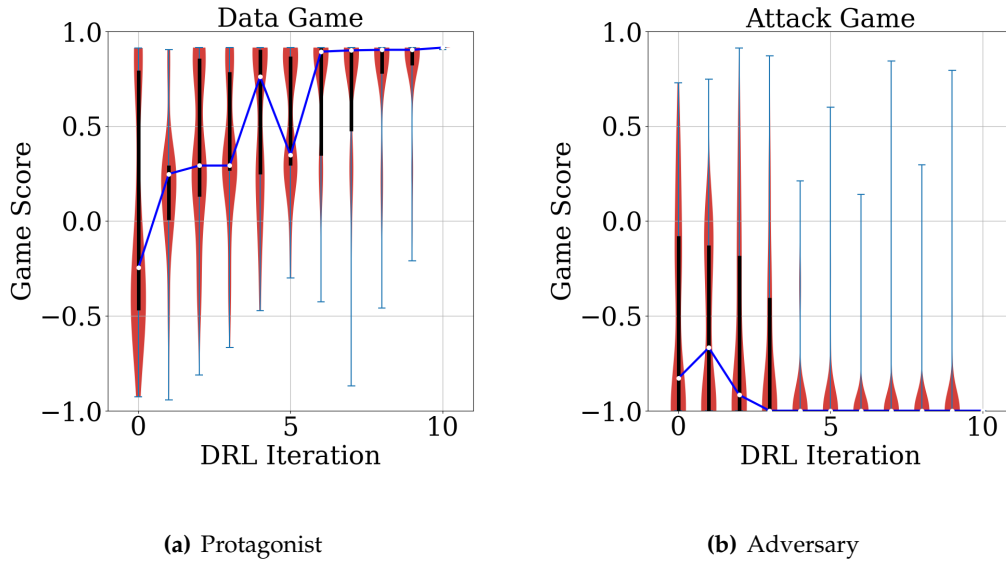 Data Game
1.0
0.5
0.0
−0.5
−1.0
Game Score
0
5
10
DRL Iteration
(a) Protagonist
Attack Game
1.0
0.5
0.0
−0.5
−1.0
Game Score
0
5
10
DRL Iteration
(b) Adversary